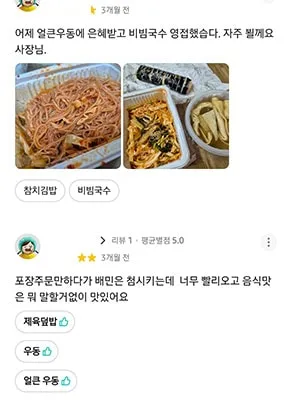 3개월 전
어제 얼큰우동에 은혜받고 비빔국수 영접했습다. 자주 뵐께요
사장님.
참치김밥 비빔국수
리뷰 1 · 평균별점 5.0
3개월 전
포장주문만하다가 배민은 첨시키는데 너무 빨리오고 음식맛
은 뭐 말할거없이 맛있어요
제육덮밥
우동
얼큰 우동